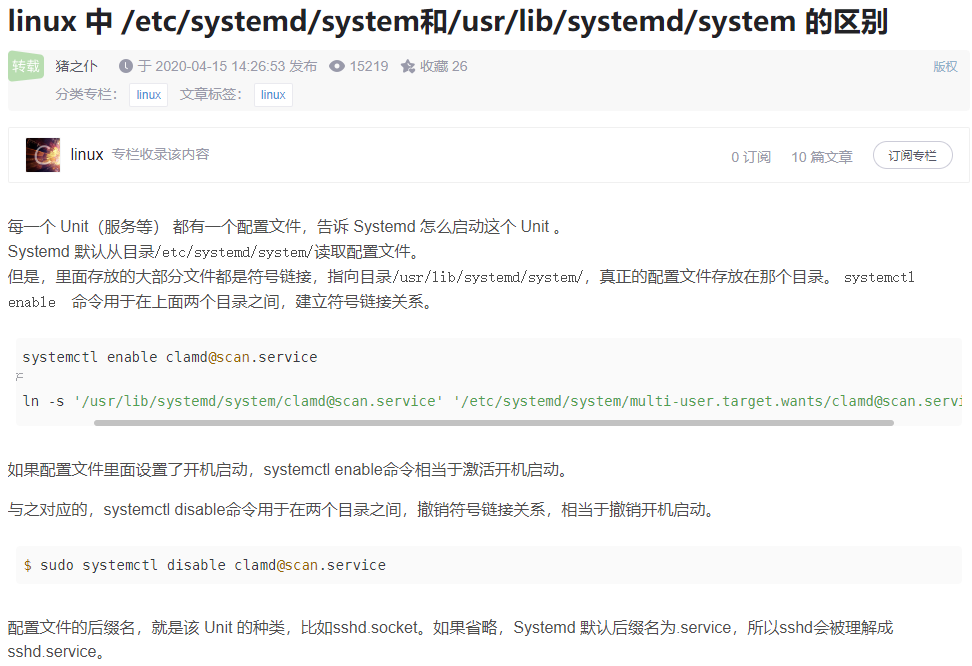 linux 中 /etc/systemd/system和/usr/lib/systemd/system 的区别
转载 猪之仆 于 2020-04-15 14:26:53 发布 15219 收藏 26 版权
分类专栏： linux 文章标签： linux
linux 专栏收录该内容 0 订阅 10 篇文章 订阅专栏
每一个 Unit（服务等） 都有一个配置文件，告诉 Systemd 怎么启动这个 Unit 。
Systemd 默认从目录/etc/systemd/system/读取配置文件。
但是，里面存放的大部分文件都是符号链接，指向目录/usr/lib/systemd/system/，真正的配置文件存放在那个目录。 systemctl
enable 命令用于在上面两个目录之间，建立符号链接关系。
systemctl enable clamd@scan.service
ln -s '/usr/lib/systemd/system/clamd@scan.service' '/etc/systemd/system/multi-user.target.wants/clamd@scan.servi
如果配置文件里面设置了开机启动，systemctl enable命令相当于激活开机启动。
与之对应的，systemctl disable命令用于在两个目录之间，撤销符号链接关系，相当于撤销开机启动。
$ sudo systemctl disable clamd@scan.service
配置文件的后缀名，就是该 Unit 的种类，比如sshd.socket。如果省略，Systemd 默认后缀名为.service，所以sshd会被理解成
sshd.service。